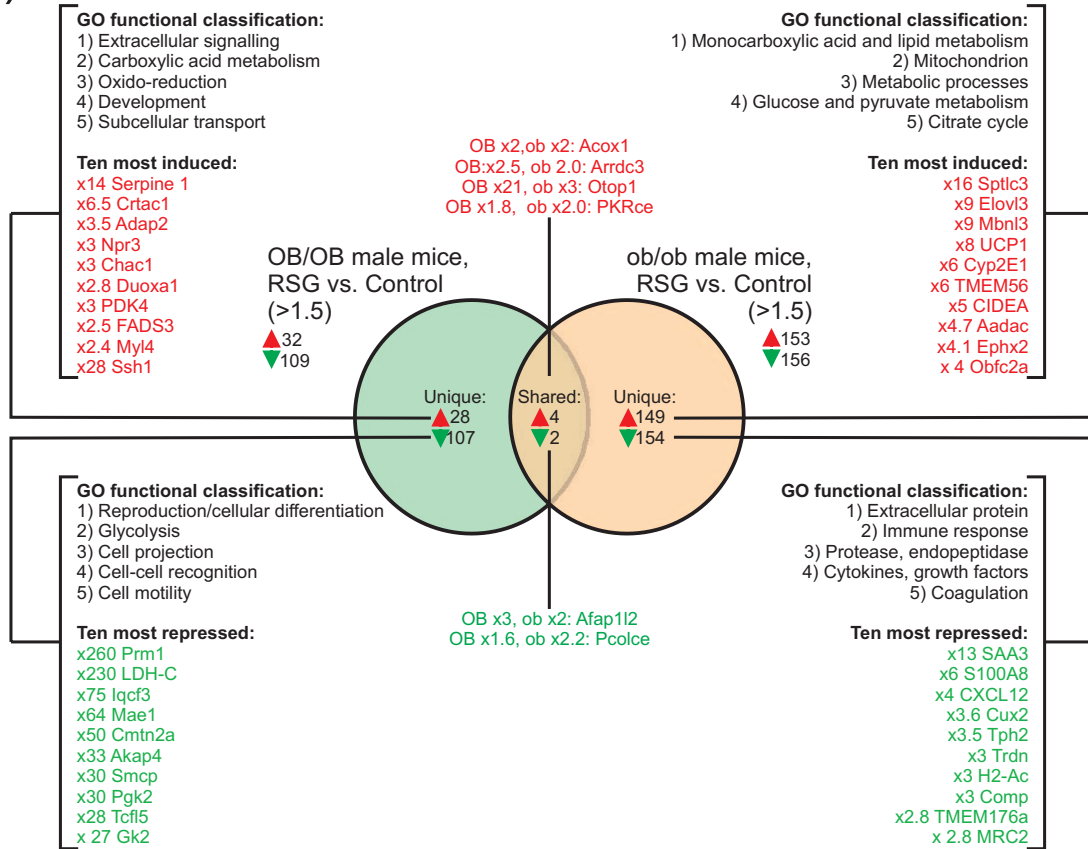 GO functional classification:
1) Extracellular signalling
2) Carboxylic acid metabolism
3) Oxido-reduction
4) Development
5) Subcellular transport
Ten most induced:
x14 Serpine 1
x6.5 Crtac1
x3.5 Adap2
x3 Npr3
x3 Chac1
x2.8 Duoxa1
x3 PDK4
x2.5 FADS3
x2.4 Myl4
x28 Ssh1
OB x2,ob x2: Acox1
OB:x2.5, ob 2.0: Arrdc3
OB x21, ob x3: Otop1
OB x1.8, ob x2.0: PKRce
GO functional classification:
1) Monocarboxylic acid and lipid metabolism
2) Mitochondrion
3) Metabolic processes
4) Glucose and pyruvate metabolism
5) Citrate cycle
Ten most induced:
x16 Sptlc3
x9 Elovl3
x9 Mbnl3
x8 UCP1
x6 Cyp2E1
x6 TMEM56
x5 CIDEA
x4.7 Aadac
x4.1 Ephx2
x 4 Obfc2a
OB/OB male mice,
RSG vs. Control
(>1.5)
32
109
ob/ob male mice,
RSG vs. Control
(>1.5)
153
156
Unique:
28
107
Shared:
4
2
Unique:
149
154
GO functional classification:
1) Reproduction/cellular differentiation
2) Glycolysis
3) Cell projection
4) Cell-cell recognition
5) Cell motility
Ten most repressed:
x260 Prm1
x230 LDH-C
x75 Iqcf3
x64 Mae1
x50 Cmtn2a
x33 Akap4
x30 Smcp
x30 Pgk2
x28 Tcfl5
x 27 Gk2
OB x3, ob x2: Afap1l2
OB x1.6, ob x2.2: Pcolce
GO functional classification:
1) Extracellular protein
2) Immune response
3) Protease, endopeptidase
4) Cytokines, growth factors
5) Coagulation
Ten most repressed:
x13 SAA3
x6 S100A8
x4 CXCL12
x3.6 Cux2
x3.5 Tph2
x3 Trdn
x3 H2-Ac
x3 Comp
x2.8 TMEM176a
x 2.8 MRC2